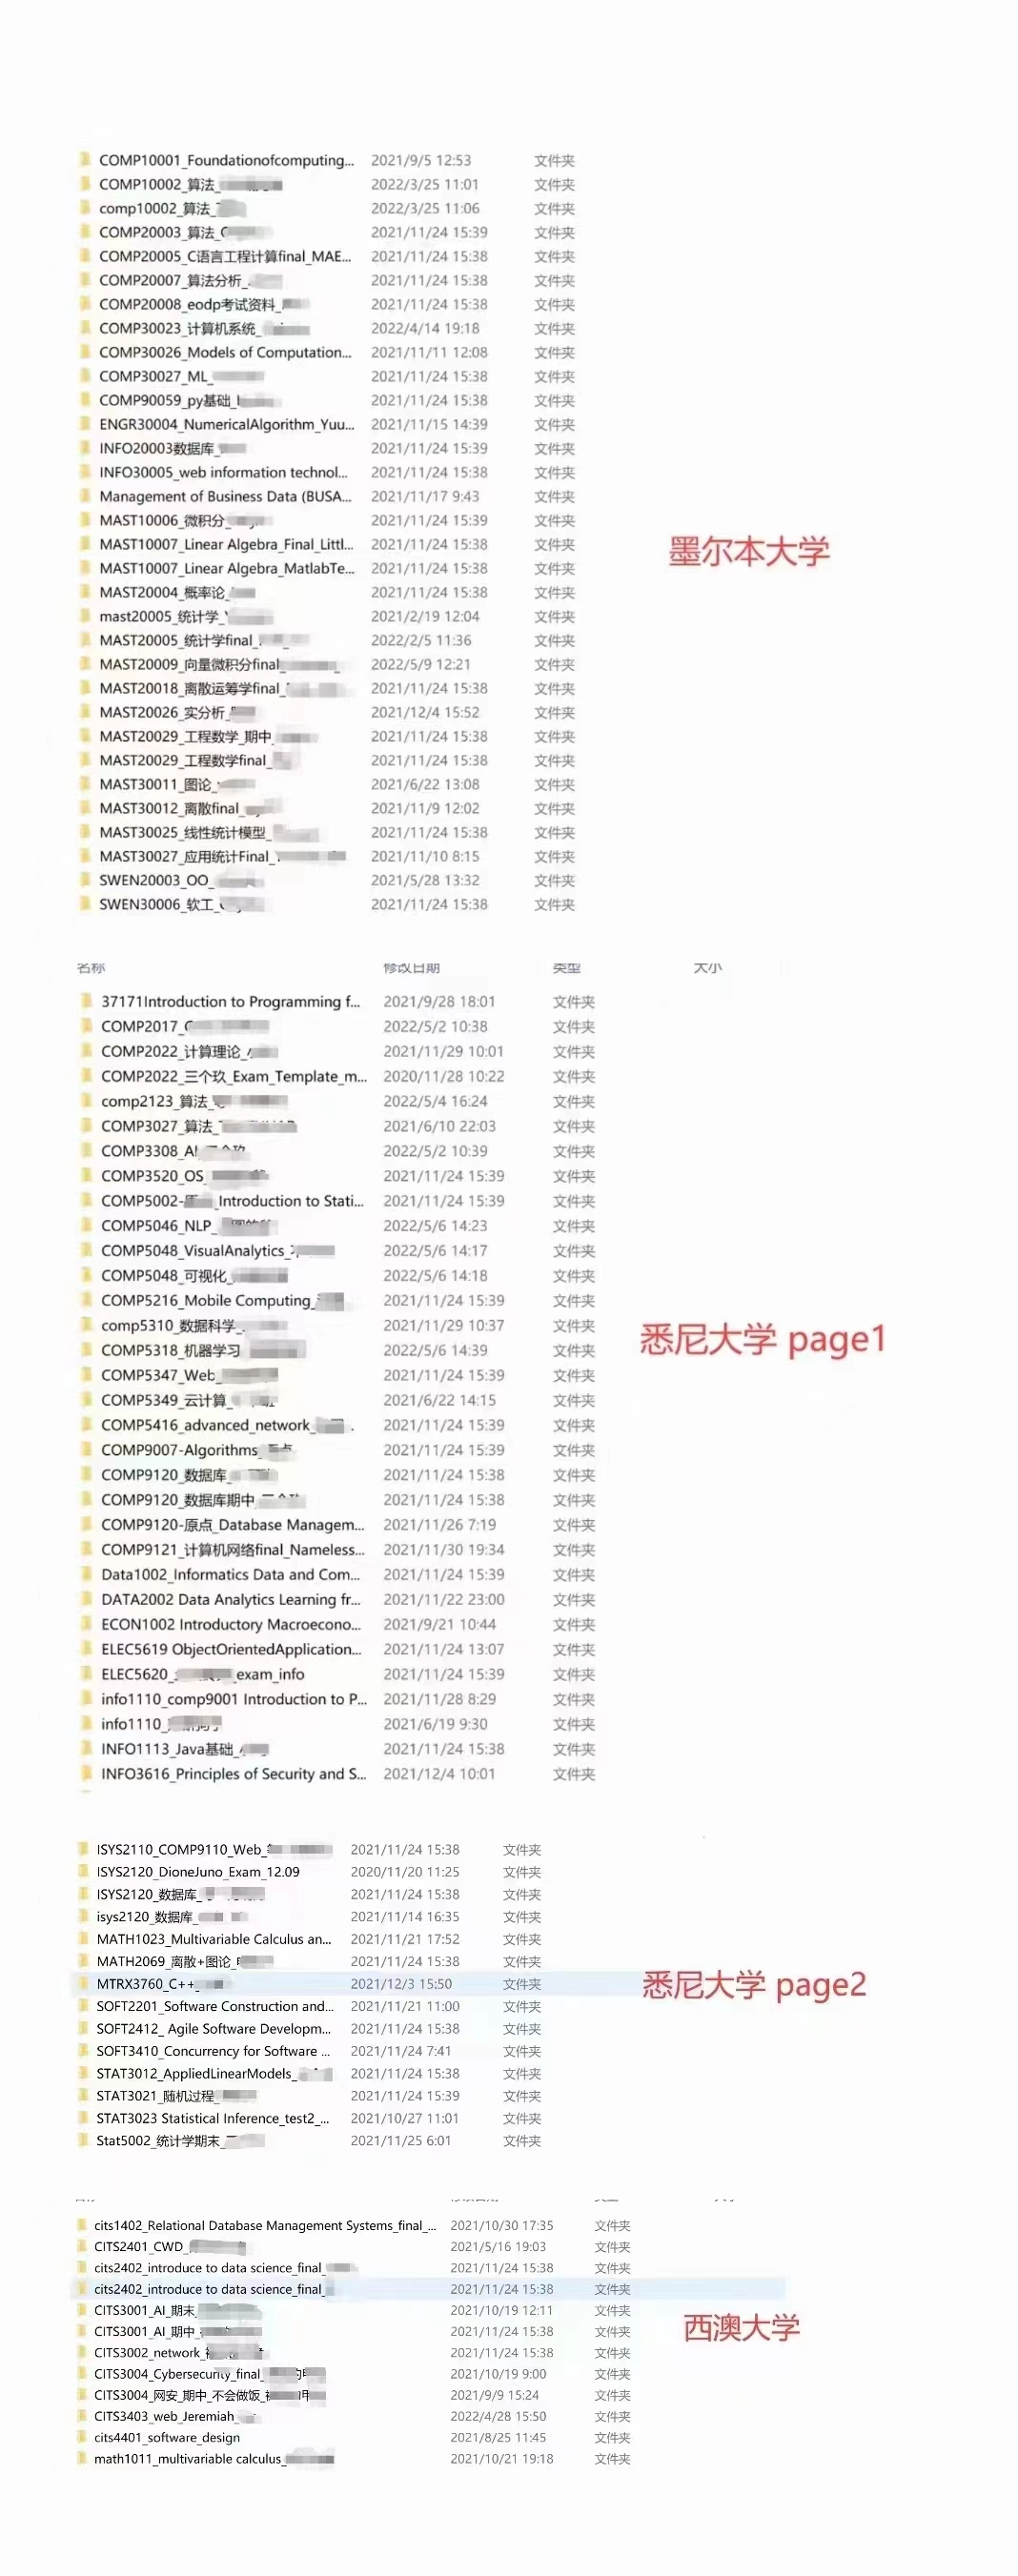 COMP10001_Foundationofcomputing... 2021/9/5 12:53 文件夹
COMP10002_算法_ 2022/3/25 11:01 文件夹
comp10002_算法_ 2022/3/25 11:06 文件夹
COMP20003_算法_ 2021/11/24 15:39 文件夹
COMP20005_C语言工程计算final_MAE... 2021/11/24 15:38 文件夹
COMP20007_算法分析_ 2021/11/24 15:38 文件夹
COMP20008_eodp考试资料_ 2021/11/24 15:38 文件夹
COMP30023_计算机系统_ 2022/4/14 19:18 文件夹
COMP30026_Models of Computation... 2021/11/11 12:08 文件夹
COMP30027_ML_ 2021/11/24 15:38 文件夹
COMP90059_py基础_ 2021/11/24 15:38 文件夹
ENGR30004_NumericalAlgorithm_Yuu... 2021/11/15 14:39 文件夹
INFO20003数据库_ 2021/11/24 15:39 文件夹
INFO30005_web information technol... 2021/11/24 15:38 文件夹
Management of Business Data (BUSA... 2021/11/17 9:43 文件夹
MAST10006_微积分_ 2021/11/24 15:39 文件夹
MAST10007_Linear Algebra_Final_Littl... 2021/11/24 15:38 文件夹
墨尔本大学
MAST10007_Linear Algebra_MatlabTe... 2021/11/24 15:38 文件夹
MAST20004_概率论_ 2021/11/24 15:38 文件夹
mast20005_统计学_ 2021/2/19 12:04 文件夹
MAST20005_统计学final_ 2022/2/5 11:36 文件夹
MAST20009_向量微积分final_ 2022/5/9 12:21 文件夹
MAST20018_离散运筹学final_ 2021/11/24 15:38 文件夹
MAST20026_实分析_ 2021/12/4 15:52 文件夹
MAST20029_工程数学_期中_ 2021/11/24 15:38 文件夹
MAST20029_工程数学final_ 2021/11/24 15:38 文件夹
MAST30011_图论_ 2021/6/22 13:08 文件夹
MAST30012_离散final_ 2021/11/9 12:02 文件夹
MAST30025_线性统计模型_ 2021/11/24 15:38 文件夹
MAST30027_应用统计Final_ 2021/11/10 8:15 文件夹
SWEN20003_OO_ 2021/5/28 13:32 文件夹
SWEN30006_软工_ 2021/11/24 15:38 文件夹
名称 修改日期 类型 大小
37171Introduction to Programming f... 2021/9/28 18:01 文件夹
COMP2017_ 2022/5/2 10:38 文件夹
COMP2022_计算理论_ 2021/11/29 10:01 文件夹
COMP2022_三个玖_Exam_Template_m... 2020/11/28 10:22 文件夹
comp2123_算法_ 2022/5/4 16:24 文件夹
COMP3027_算法_ 2021/6/10 22:03 文件夹
COMP3308_AI 2022/5/2 10:39 文件夹
COMP3520_OS_ 2021/11/24 15:39 文件夹
COMP5002- _Introduction to Stati... 2021/11/24 15:39 文件夹
COMP5046_NLP_ 2022/5/6 14:23 文件夹
COMP5048_VisualAnalytics_ 2022/5/6 14:17 文件夹
COMP5048_可视化_ 2022/5/6 14:18 文件夹
COMP5216_Mobile Computing_ 2021/11/24 15:39 文件夹
comp5310_数据科学_ 2021/11/29 10:37 文件夹
悉尼大学 page1
COMP5318_机器学习_ 2022/5/6 14:39 文件夹
COMP5347_Web_ 2021/11/24 15:39 文件夹
COMP5349_云计算_ 2021/6/22 14:15 文件夹
COMP5416_advanced_network_ 2021/11/24 15:39 文件夹
COMP9007-Algorithms_ 2021/11/24 15:39 文件夹
COMP9120_数据库_ 2021/11/24 15:38 文件夹
COMP9120_数据库期中_ 2021/11/24 15:38 文件夹
COMP9120-原点_Database Managem... 2021/11/26 7:19 文件夹
COMP9121_计算机网络final_Nameless... 2021/11/30 19:34 文件夹
Data1002_Informatics Data and Com... 2021/11/24 15:39 文件夹
DATA2002 Data Analytics Learning fr... 2021/11/22 23:00 文件夹
ECON1002 Introductory Macroecono... 2021/9/21 10:44 文件夹
ELEC5619 ObjectOrientedApplication... 2021/11/24 13:07 文件夹
ELEC5620_ _exam_info 2021/11/24 15:39 文件夹
info1110_comp9001 Introduction to P... 2021/11/28 8:29 文件夹
info1110_ 2021/6/19 9:30 文件夹
INFO1113_Java基础_ 2021/11/24 15:38 文件夹
INFO3616_Principles of Security and S... 2021/12/4 10:01 文件夹
ISYS2110_COMP9110_Web_ 2021/11/24 15:38 文件夹
ISYS2120_DioneJuno_Exam_12.09 2020/11/20 11:25 文件夹
ISYS2120_数据库_ 2021/11/24 15:38 文件夹
isys2120_数据库_ 2021/11/14 16:35 文件夹
MATH1023_Multivariable Calculus an... 2021/11/21 17:52 文件夹
MATH2069_离散+图论_ 2021/11/24 15:38 文件夹
MTRX3760_C++_ 2021/12/3 15:50 文件夹
悉尼大学 page2
SOFT2201_Software Construction and... 2021/11/21 11:00 文件夹
SOFT2412_ Agile Software Developm... 2021/11/24 15:38 文件夹
SOFT3410_Concurrency for Software ... 2021/11/24 7:41 文件夹
STAT3012_AppliedLinearModels_ 2021/11/24 15:38 文件夹
STAT3021_随机过程_ 2021/11/24 15:39 文件夹
STAT3023 Statistical Inference_test2_... 2021/10/27 11:01 文件夹
Stat5002_统计学期末_ 2021/11/25 6:01 文件夹
cits1402_Relational Database Management Systems_final_... 2021/10/30 17:35 文件夹
CITS2401_CWD_ 2021/5/16 19:03 文件夹
cits2402_introduce to data science_final_ 2021/11/24 15:38 文件夹
cits2402_introduce to data science_final_ 2021/11/24 15:38 文件夹
CITS3001_AI_期末_ 2021/10/19 12:11 文件夹
西澳大学
CITS3001_AI_期中_ 2021/11/24 15:38 文件夹
CITS3002_network_ 2021/11/24 15:38 文件夹
CITS3004_Cybersecurity_final_ 2021/10/19 9:00 文件夹
CITS3004_网安_期中_不会做饭_ 2021/9/9 15:24 文件夹
CITS3403_web_Jeremiah_ 2022/4/28 15:50 文件夹
cits4401_software_design 2021/8/25 11:45 文件夹
math1011_multivariable calculus_ 2021/10/21 19:18 文件夹